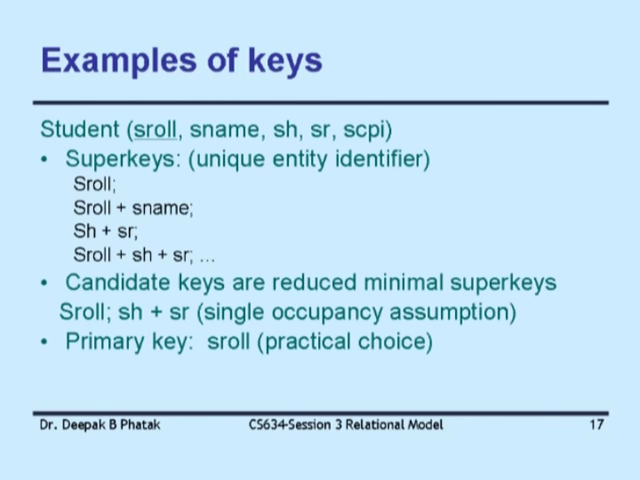 Examples of keys
Student (sroll, sname, sh, sr, scpi)
• Superkeys: (unique entity identifier)
Sroll;
Sroll + sname;
Sh + sr;
Sroll + sh + sr; ...
• Candidate keys are reduced minimal superkeys
Sroll; sh + sr (single occupancy assumption)
• Primary key: sroll (practical choice)
Dr. Deepak B Phatak CS634-Session 3 Relational Model 17